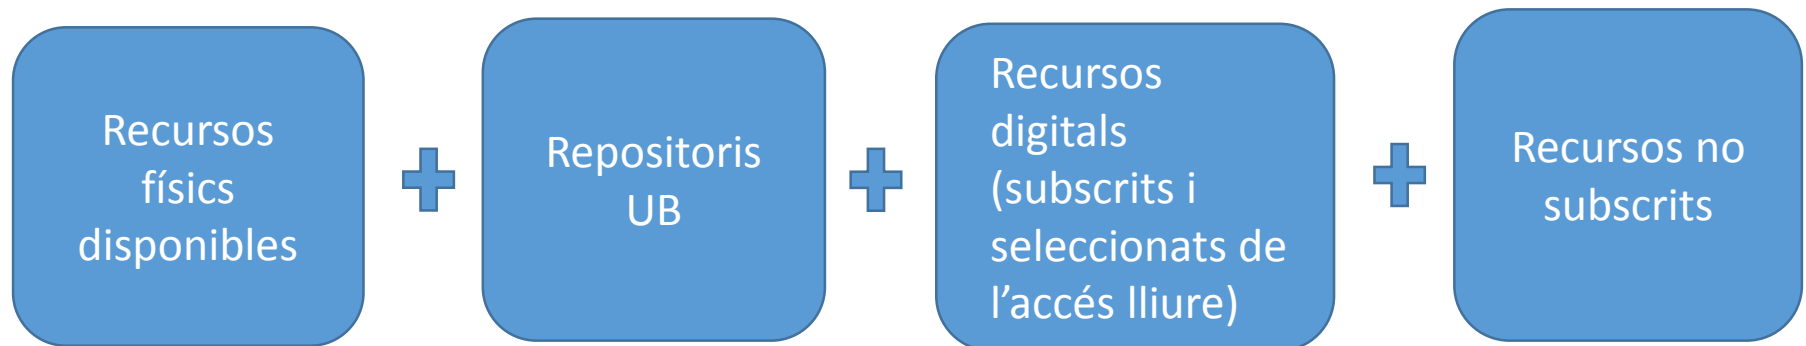 Recursos
físics
disponibles
Repositoris
UB
Recursos
digitals
(subscrits i
seleccionats de
l’accés lliure)
Recursos no
subscrits